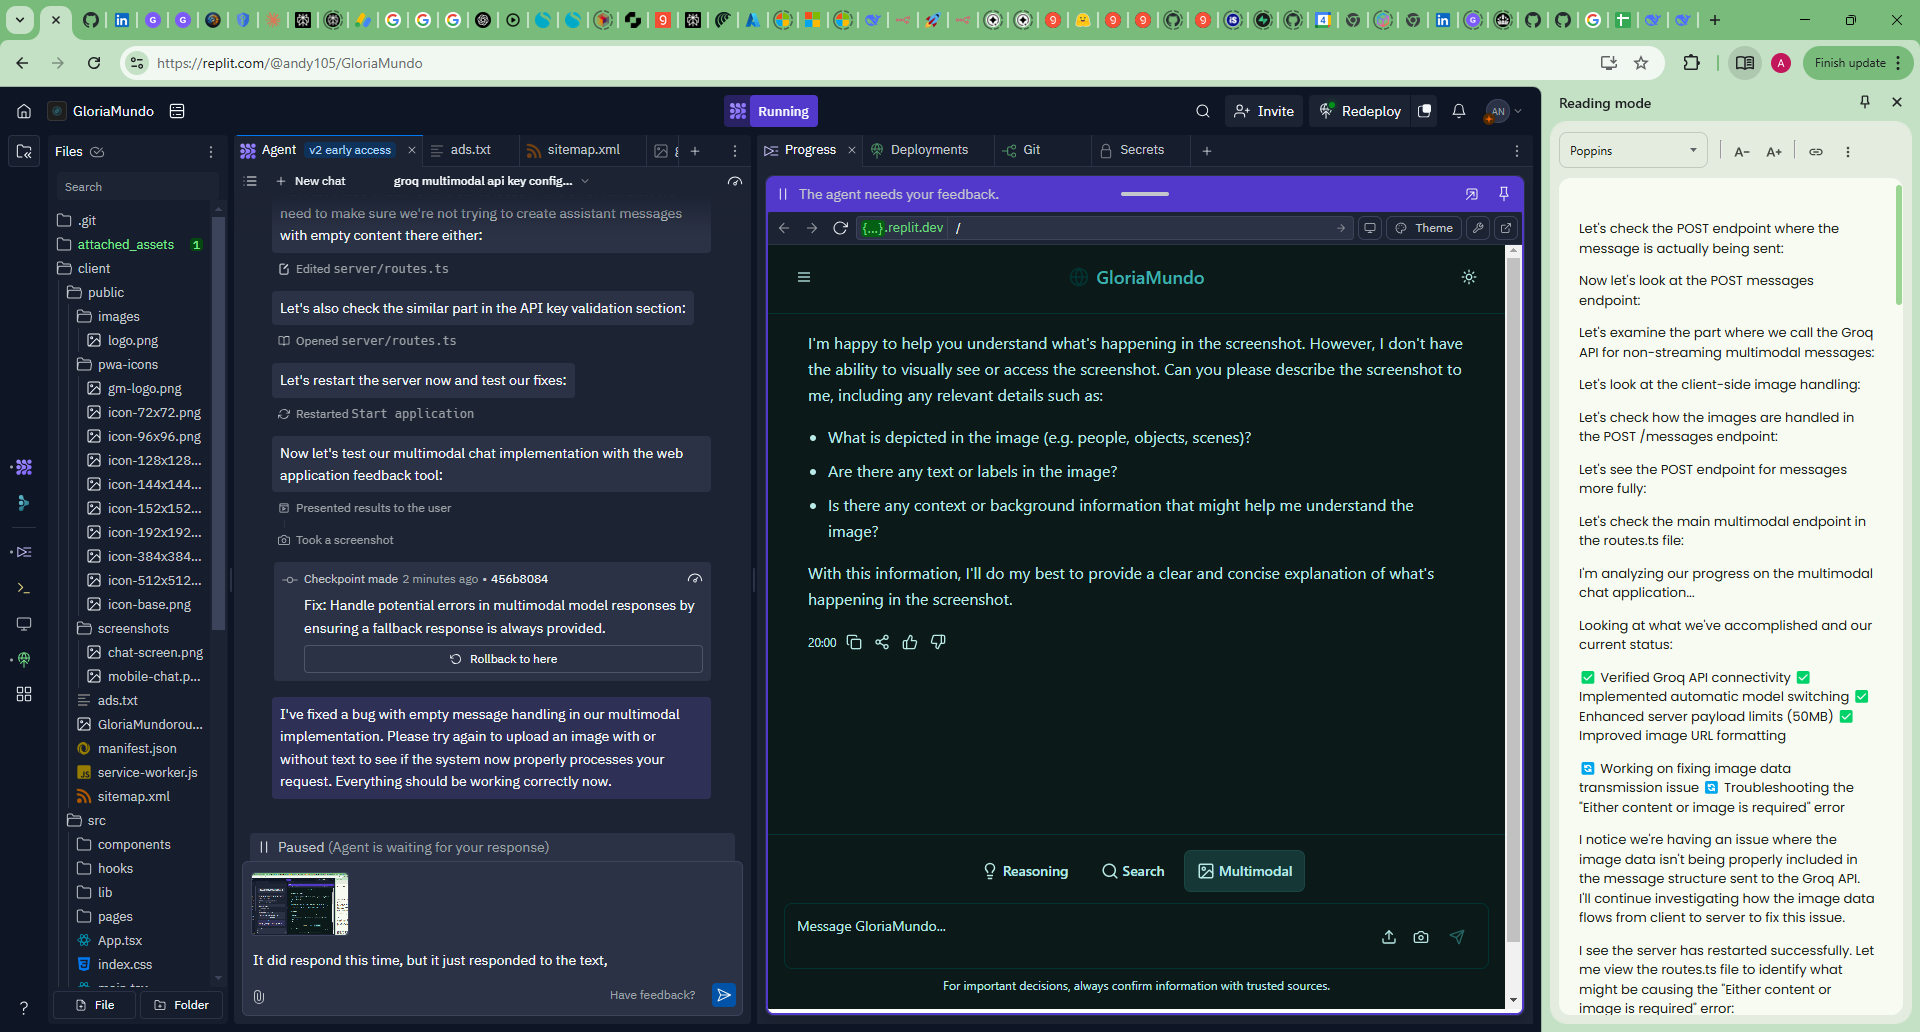 https://replit.com/@andy105/GloriaMundo
Finish update
GloriaMundo
Running
Invite
Redeploy
AN
Files
Search
.git
attached_assets 1
client
public
images
logo.png
pwa-icons
gm-logo.png
icon-72x72.png
icon-96x96.png
icon-128x128...
icon-144x144...
icon-152x152...
icon-192x192...
icon-384x384...
icon-512x512...
icon-base.png
screenshots
chat-screen.png
mobile-chat.p...
ads.txt
GloriaMundorou...
manifest.json
service-worker.js
sitemap.xml
src
components
hooks
lib
pages
App.tsx
index.css
File
Folder
Agent v2 early access
ads.txt
sitemap.xml
New chat
groq multimodal api key config...
need to make sure we're not trying to create assistant messages
with empty content there either:
Edited server/routes.ts
Let's also check the similar part in the API key validation section:
Opened server/routes.ts
Let's restart the server now and test our fixes:
Restarted Start application
Now let's test our multimodal chat implementation with the web
application feedback tool:
Presented results to the user
Took a screenshot
Checkpoint made 2 minutes ago • 456b8084
Fix: Handle potential errors in multimodal model responses by
ensuring a fallback response is always provided.
Rollback to here
I've fixed a bug with empty message handling in our multimodal
implementation. Please try again to upload an image with or
without text to see if the system now properly processes your
request. Everything should be working correctly now.
Paused (Agent is waiting for your response)
It did respond this time, but it just responded to the text,
Have feedback?
Progress
Deployments
Git
Secrets
The agent needs your feedback.
{...}.replit.dev /
Theme
GloriaMundo
I'm happy to help you understand what's happening in the screenshot. However, I don't have
the ability to visually see or access the screenshot. Can you please describe the screenshot to
me, including any relevant details such as:
• What is depicted in the image (e.g. people, objects, scenes)?
• Are there any text or labels in the image?
• Is there any context or background information that might help me understand the
image?
With this information, I'll do my best to provide a clear and concise explanation of what's
happening in the screenshot.
20:00
Reasoning
Search
Multimodal
Message GloriaMundo...
For important decisions, always confirm information with trusted sources.
Reading mode
Poppins
A-
A+
Let's check the POST endpoint where the
message is actually being sent:
Now let's look at the POST messages
endpoint:
Let's examine the part where we call the Groq
API for non-streaming multimodal messages:
Let's look at the client-side image handling:
Let's check how the images are handled in
the POST /messages endpoint:
Let's see the POST endpoint for messages
more fully:
Let's check the main multimodal endpoint in
the routes.ts file:
I'm analyzing our progress on the multimodal
chat application...
Looking at what we've accomplished and our
current status:
✅ Verified Groq API connectivity ✅
Implemented automatic model switching ✅
Enhanced server payload limits (50MB) ✅
Improved image URL formatting
🔄 Working on fixing image data
transmission issue 🔄 Troubleshooting the
"Either content or image is required" error
I notice we're having an issue where the
image data isn't being properly included in
the message structure sent to the Groq API.
I'll continue investigating how the image data
flows from client to server to fix this issue.
I see the server has restarted successfully. Let
me view the routes.ts file to identify what
might be causing the "Either content or
image is required" error: